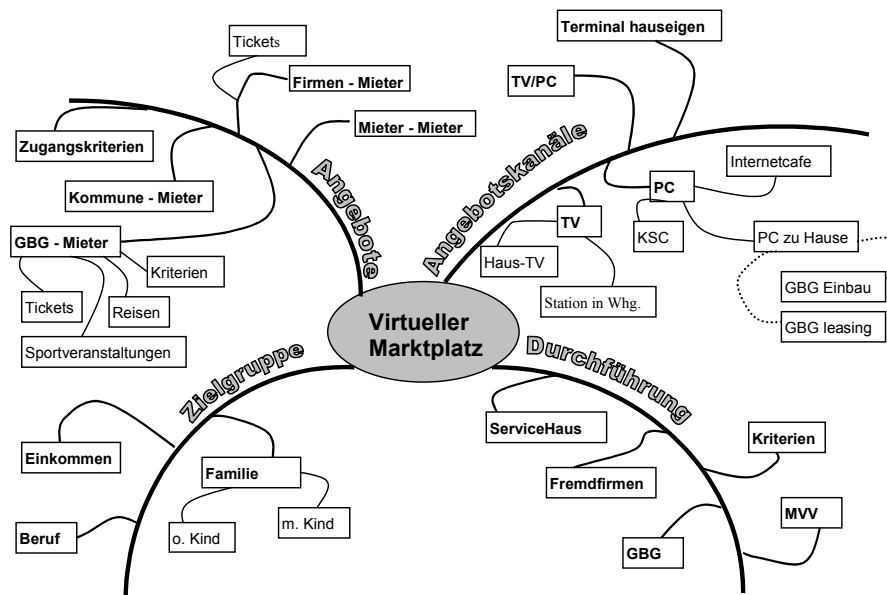 Tickets
Firmen - Mieter
Mieter - Mieter
Zugangskriterien
Kommune - Mieter
GBG - Mieter
Kriterien
Tickets
Reisen
Sportveranstaltungen
Angebote
Terminal hauseigen
TV/PC
Angebotskanäle
Internetcafe
PC
TV
KSC
PC zu Hause
Haus-TV
Station in Whg.
GBG Einbau
GBG leasing
Virtueller
Marktplatz
Zielgruppe
Einkommen
Familie
Beruf
o. Kind
m. Kind
Durchführung
ServiceHaus
Kriterien
Fremdfirmen
MVV
GBG